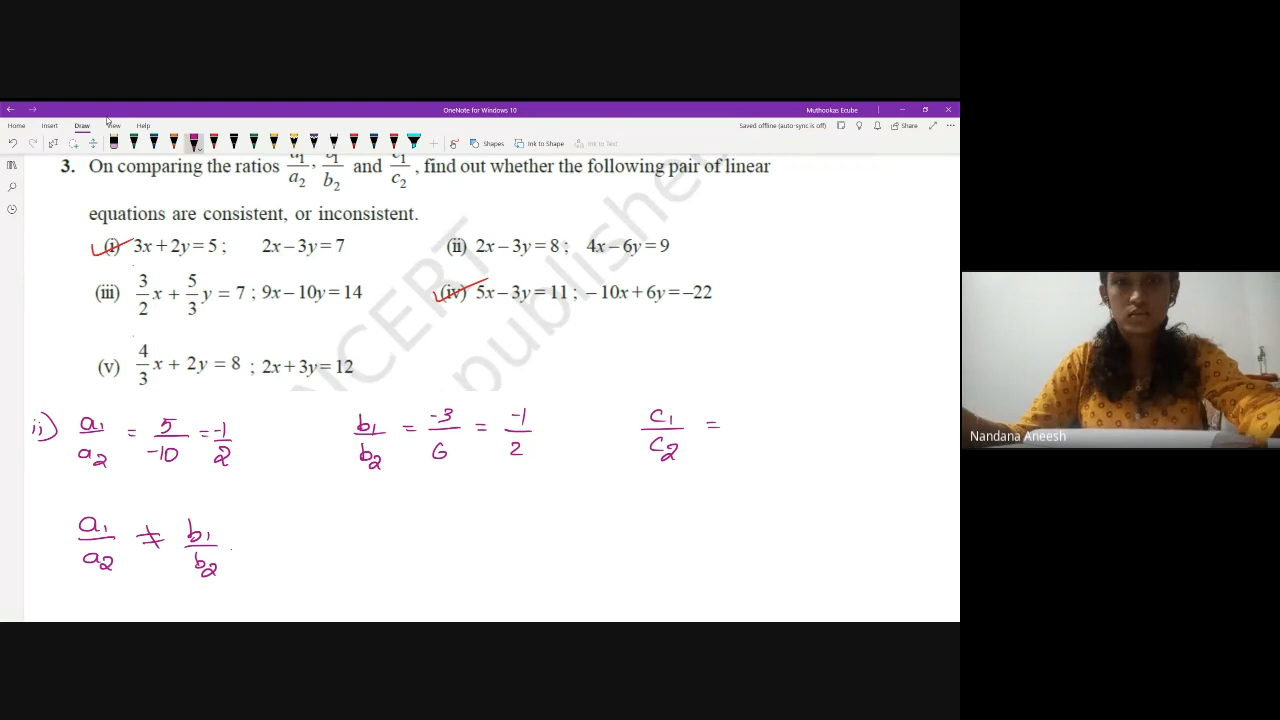 OneNote for Windows 10
Muthookas Ecube
Home Insert Draw View Help
Saved offline (auto-sync is off)
Share
Shapes Ink to Shape Ink to Text
3. On comparing the ratios a1/a2, b1/b2 and c1/c2, find out whether the following pair of linear
equations are consistent, or inconsistent.
(i) 3x + 2y = 5 ; 2x – 3y = 7 (ii) 2x – 3y = 8 ; 4x – 6y = 9
(iii) 3/2 x + 5/3 y = 7 ; 9x – 10y = 14 (iv) 5x – 3y = 11 ; – 10x + 6y = –22
(v) 4/3 x + 2y = 8 ; 2x + 3y = 12
ii) a1/a2 = 5/-10 = -1/2 b1/b2 = -3/6 = -1/2 c1/c2 =
a1/a2 ≠ b1/b2
Nandana Aneesh